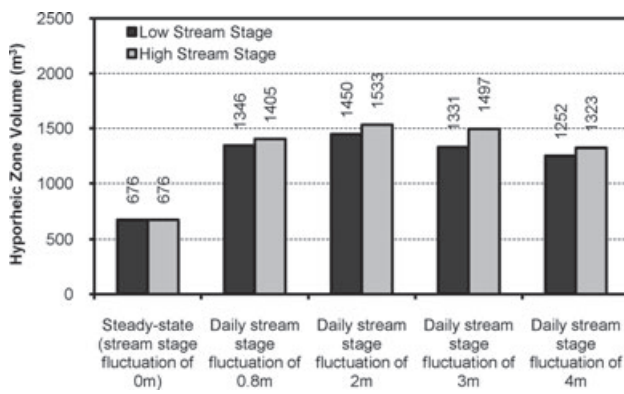 2500
2000
1500
1000
500
0
Hyporheic Zone Volume (m³)
Low Stream Stage
High Stream Stage
676
676
1346
1405
1450
1533
1331
1497
1252
1323
Steady-state
(stream stage
fluctuation of
0m)
Daily stream
stage
fluctuation of
0.8m
Daily stream
stage
fluctuation of
2m
Daily stream
stage
fluctuation of
3m
Daily stream
stage
fluctuation of
4m